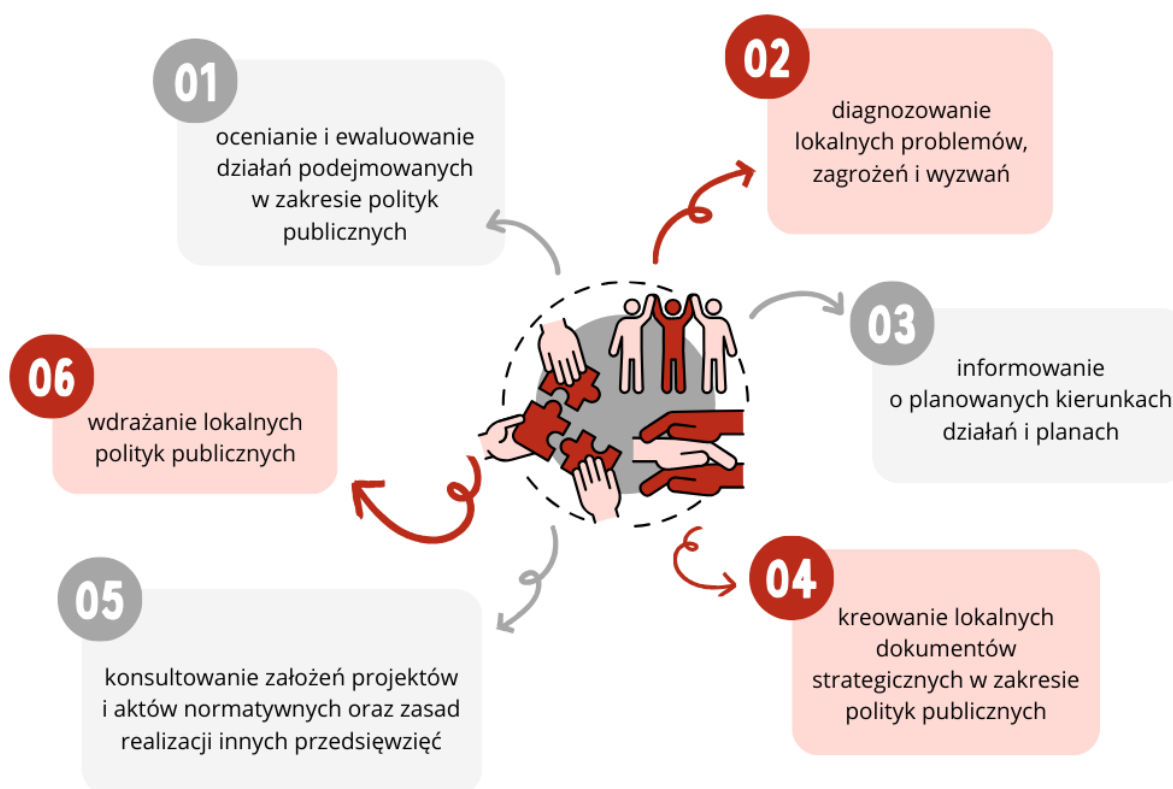 01
ocenianie i ewaluowanie
działań podejmowanych
w zakresie polityk
publicznych
02
diagnozowanie
lokalnych problemów,
zagrożeń i wyzwań
03
informowanie
o planowanych kierunkach
działań i planach
04
kreowanie lokalnych
dokumentów
strategicznych w zakresie
polityk publicznych
05
konsultowanie założeń projektów
i aktów normatywnych oraz zasad
realizacji innych przedsięwzięć
06
wdrażanie lokalnych
polityk publicznych